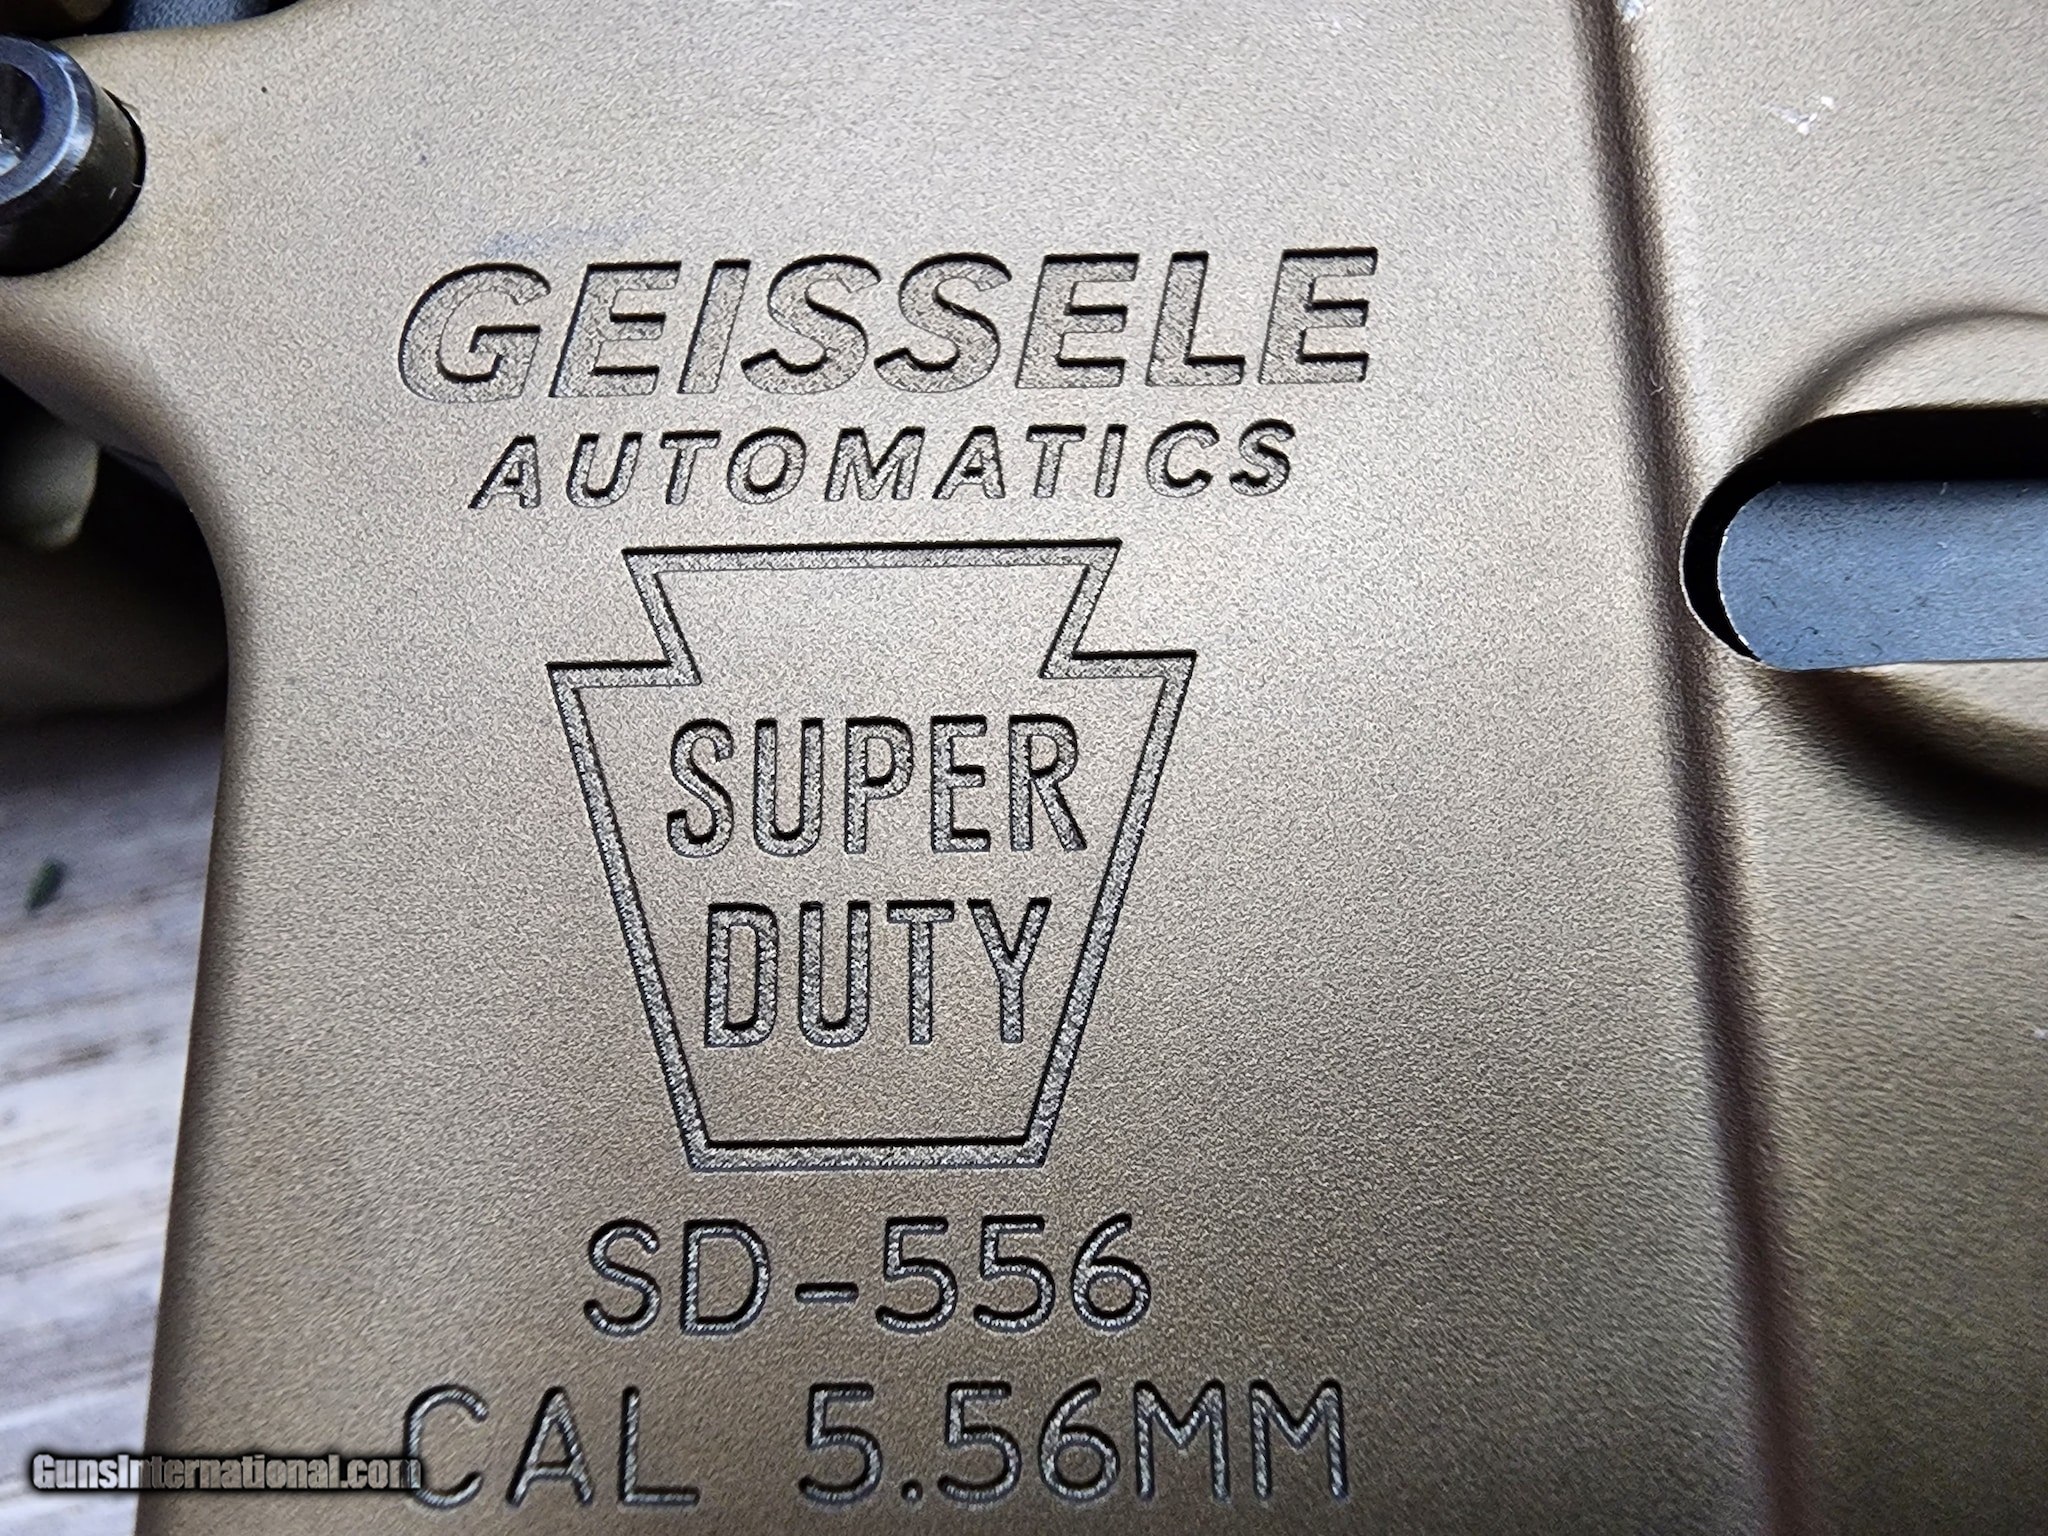 GEISSELE
AUTOMATICS
SUPER
DUTY
SD-556
CAL 5.56MM
GunsInternational.com